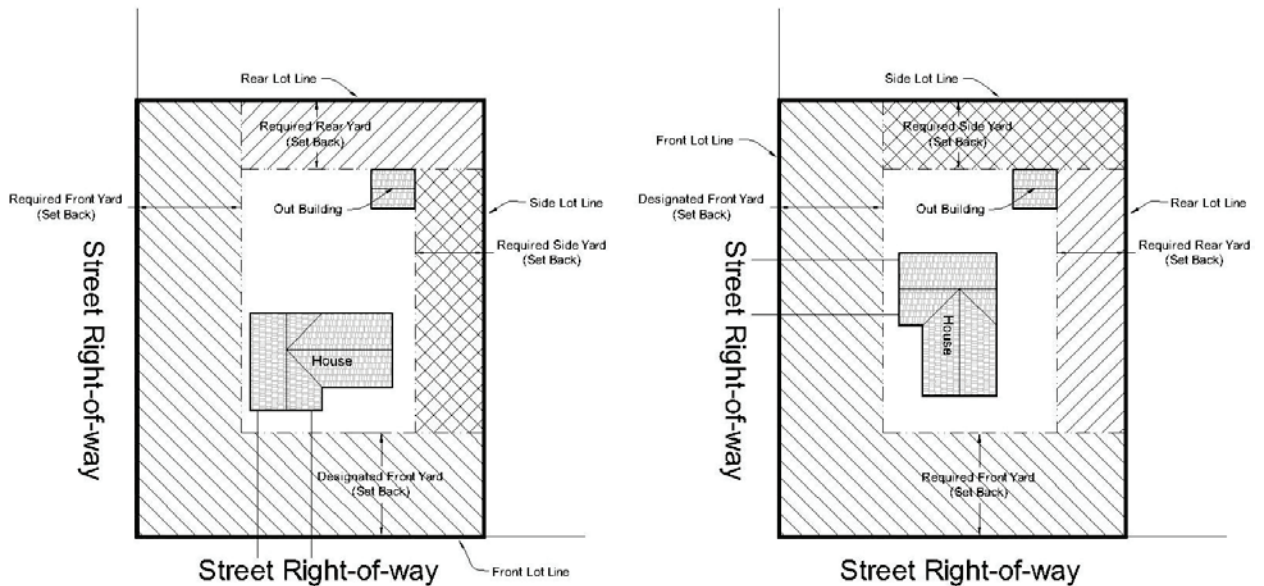 Rear Lot Line
Required Rear Yard
(Set Back)
Required Front Yard
(Set Back)
Out Building
Side Lot Line
Required Side Yard
(Set Back)
Street Right-of-way
House
Designated Front Yard
(Set Back)
Street Right-of-way
Front Lot Line
Side Lot Line
Required Side Yard
(Set Back)
Front Lot Line
Designated Front Yard
(Set Back)
Out Building
Rear Lot Line
Required Rear Yard
(Set Back)
Street Right-of-way
House
Required Front Yard
(Set Back)
Street Right-of-way